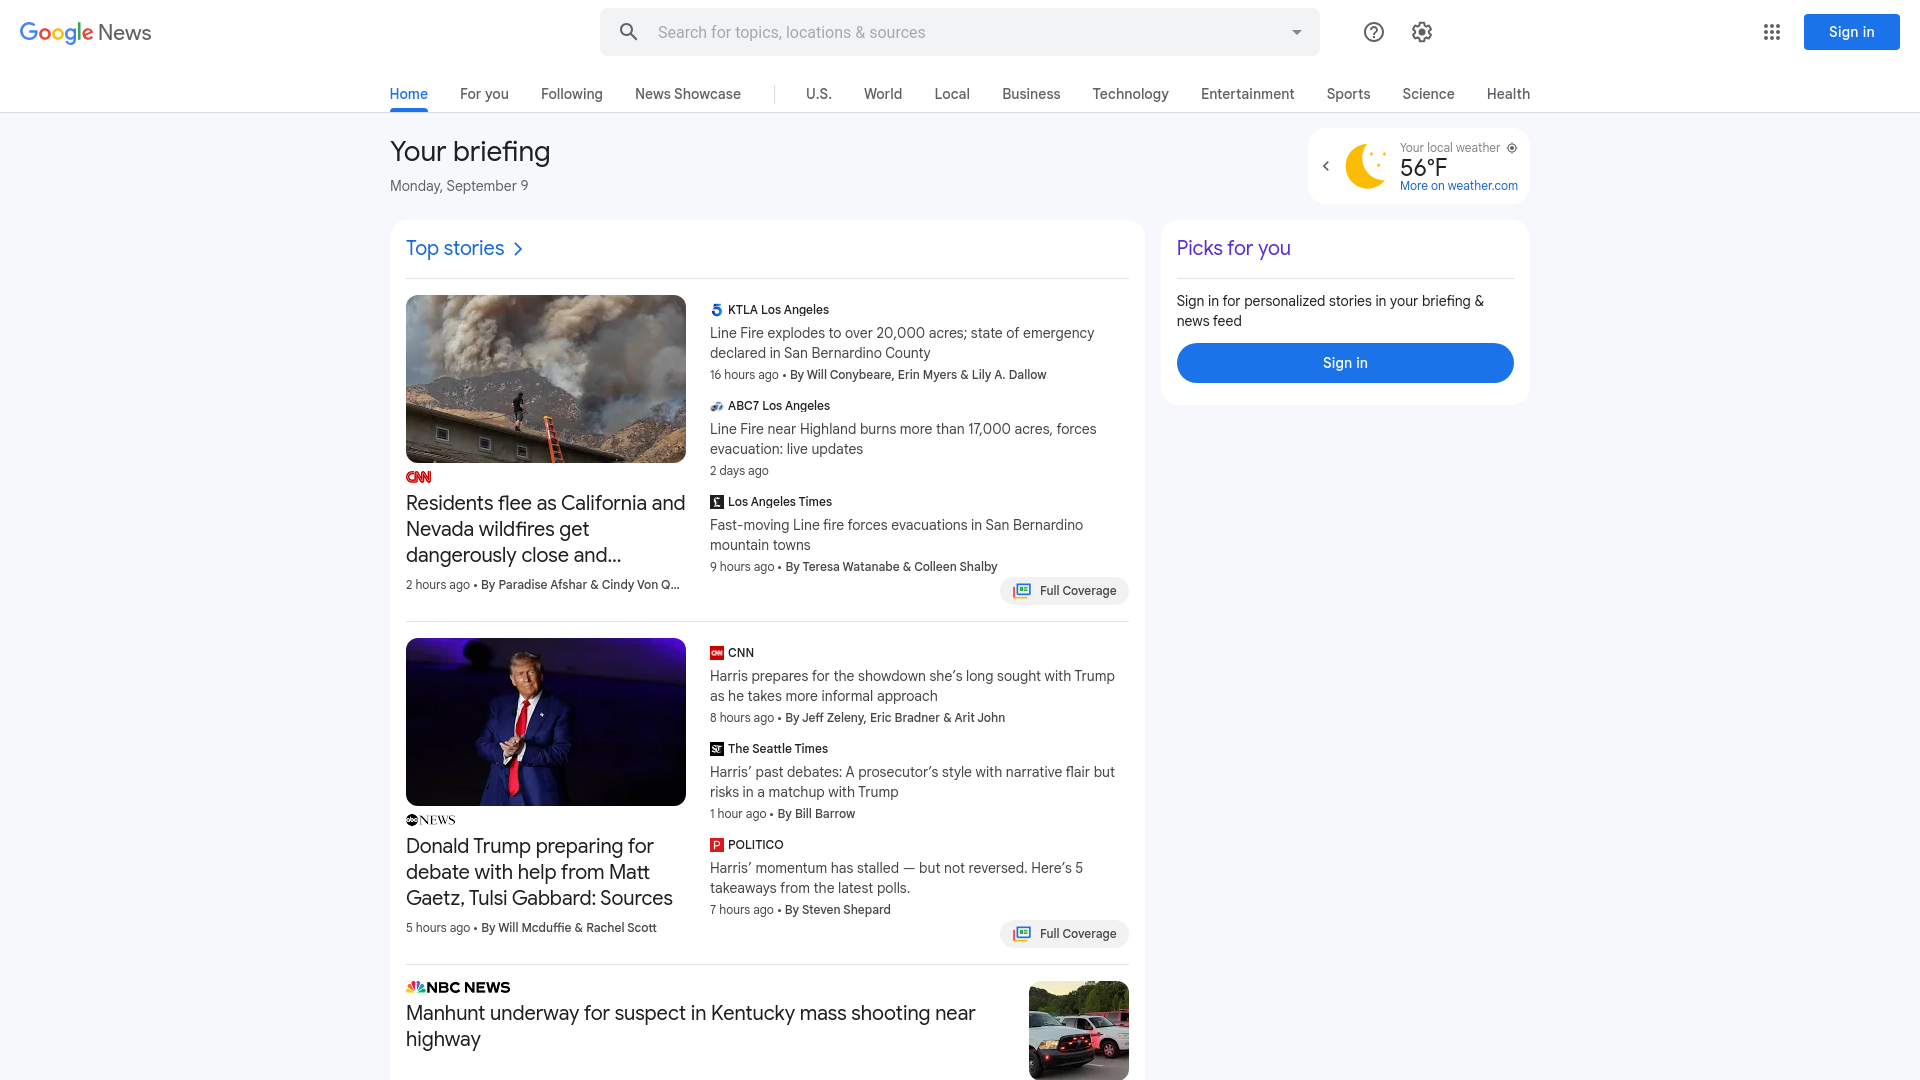 Google News
Search for topics, locations & sources
Sign in
Home
For you
Following
News Showcase
U.S.
World
Local
Business
Technology
Entertainment
Sports
Science
Health
Your briefing
Monday, September 9
Your local weather
56°F
More on weather.com
Top stories
CNN
Residents flee as California and
Nevada wildfires get
dangerously close and...
2 hours ago • By Paradise Afshar & Cindy Von Q...
KTLA Los Angeles
Line Fire explodes to over 20,000 acres; state of emergency
declared in San Bernardino County
16 hours ago • By Will Conybeare, Erin Myers & Lily A. Dallow
ABC7 Los Angeles
Line Fire near Highland burns more than 17,000 acres, forces
evacuation: live updates
2 days ago
Los Angeles Times
Fast-moving Line fire forces evacuations in San Bernardino
mountain towns
9 hours ago • By Teresa Watanabe & Colleen Shalby
Full Coverage
abc NEWS
Donald Trump preparing for
debate with help from Matt
Gaetz, Tulsi Gabbard: Sources
5 hours ago • By Will Mcduffie & Rachel Scott
CNN
Harris prepares for the showdown she's long sought with Trump
as he takes more informal approach
8 hours ago • By Jeff Zeleny, Eric Bradner & Arit John
The Seattle Times
Harris' past debates: A prosecutor's style with narrative flair but
risks in a matchup with Trump
1 hour ago • By Bill Barrow
POLITICO
Harris' momentum has stalled — but not reversed. Here's 5
takeaways from the latest polls.
7 hours ago • By Steven Shepard
Full Coverage
NBC NEWS
Manhunt underway for suspect in Kentucky mass shooting near
highway
Picks for you
Sign in for personalized stories in your briefing &
news feed
Sign in